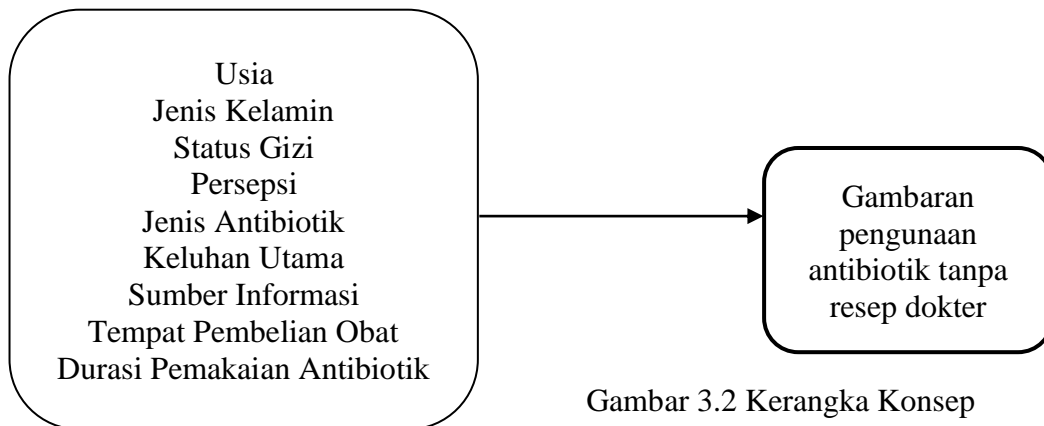 Usia
Jenis Kelamin
Status Gizi
Persepsi
Jenis Antibiotik
Keluhan Utama
Sumber Informasi
Tempat Pembelian Obat
Durasi Pemakaian Antibiotik
Gambaran
pengunaan
antibiotik tanpa
resep dokter
Gambar 3.2 Kerangka Konsep